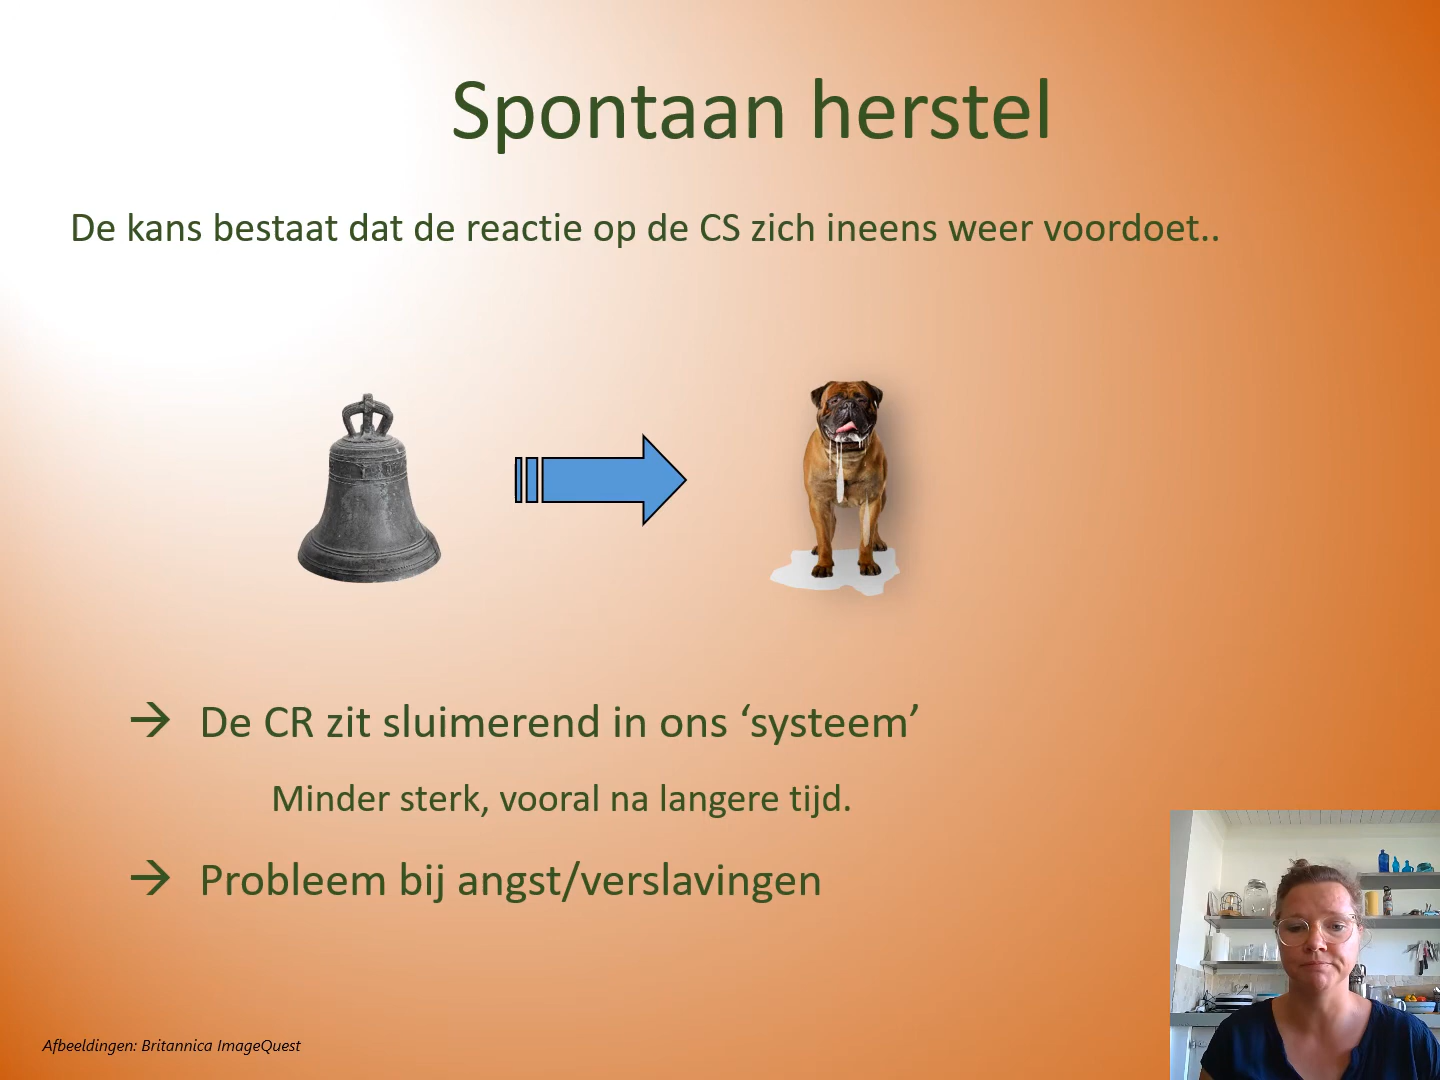 Spontaan herstel
De kans bestaat dat de reactie op de CS zich ineens weer voordoet..
→ De CR zit sluimerend in ons ‘systeem’
Minder sterk, vooral na langere tijd.
→ Probleem bij angst/verslavingen
Afbeeldingen: Britannica ImageQuest